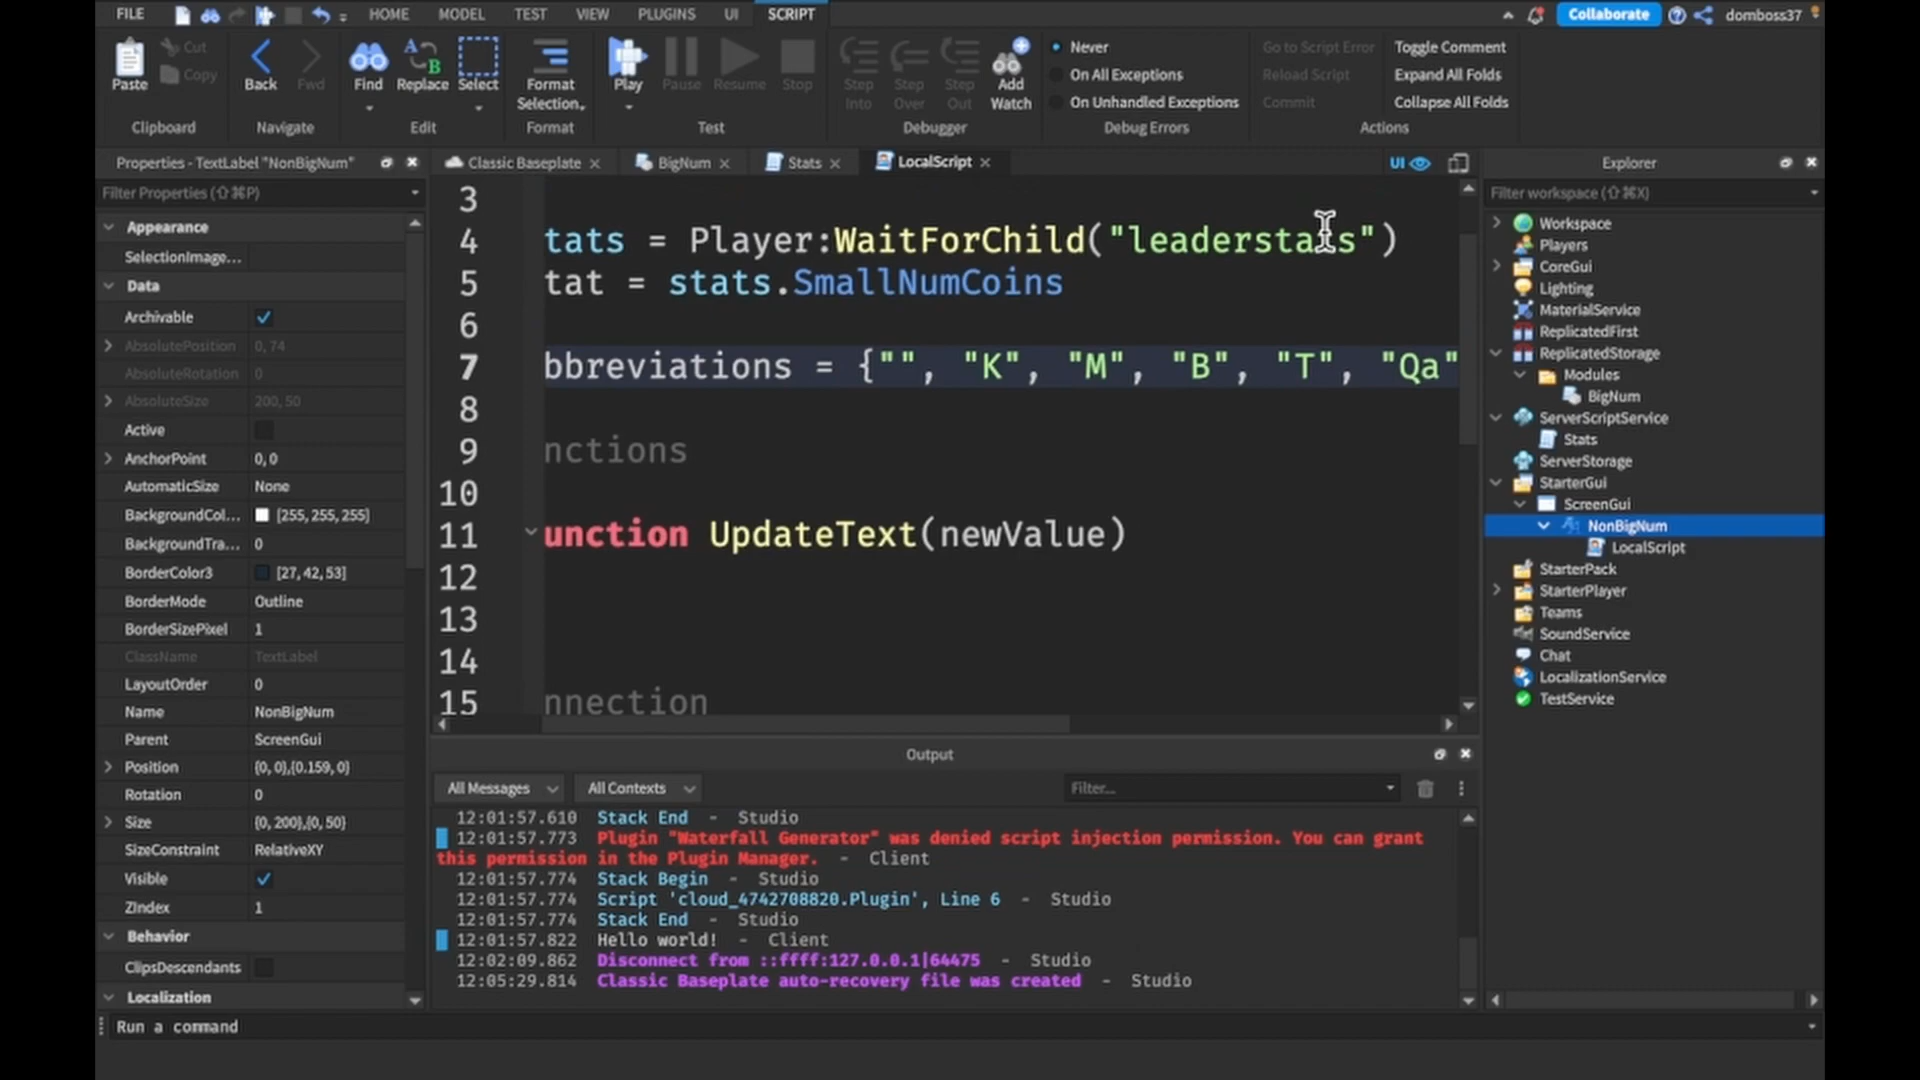 FILE HOME MODEL TEST VIEW PLUGINS UI SCRIPT Collaborate domboss37
Paste Cut Copy Back Fwd Find Replace Select Format Selection Play Pause Resume Stop Step Into Step Over Step Out Add Watch
Never Go to Script Error Toggle Comment
On All Exceptions Reload Script Expand All Folds
On Unhandled Exceptions Commit Collapse All Folds
Clipboard Navigate Edit Format Test Debugger Debug Errors Actions
Properties - TextLabel "NonBigNum" Classic Baseplate BigNum Stats LocalScript UI Explorer
Filter Properties (⇧⌘P)
Appearance
SelectionImage...
Data
Archivable
AbsolutePosition 0, 74
AbsoluteRotation 0
AbsoluteSize 200, 50
Active
AnchorPoint 0, 0
AutomaticSize None
BackgroundCol... [255, 255, 255]
BackgroundTra... 0
BorderColor3 [27, 42, 53]
BorderMode Outline
BorderSizePixel 1
ClassName TextLabel
LayoutOrder 0
Name NonBigNum
Parent ScreenGui
Position {0, 0},{0.159, 0}
Rotation 0
Size {0, 200},{0, 50}
SizeConstraint RelativeXY
Visible
ZIndex 1
Behavior
ClipsDescendants
Localization
3
4 tats = Player:WaitForChild("leaderstats")
5 tat = stats.SmallNumCoins
6
7 bbreviations = {"", "K", "M", "B", "T", "Qa"
8
9 nctions
10
11 unction UpdateText(newValue)
12
13
14
15 nnection
Output
All Messages All Contexts Filter...
12:01:57.610 Stack End - Studio
12:01:57.773 Plugin "Waterfall Generator" was denied script injection permission. You can grant
this permission in the Plugin Manager. - Client
12:01:57.774 Stack Begin - Studio
12:01:57.774 Script 'cloud_4742708820.Plugin', Line 6 - Studio
12:01:57.774 Stack End - Studio
12:01:57.822 Hello world! - Client
12:02:09.862 Disconnect from ::ffff:127.0.0.1|64475 - Studio
12:05:29.814 Classic Baseplate auto-recovery file was created - Studio
Filter workspace (⇧⌘X)
Workspace
Players
CoreGui
Lighting
MaterialService
ReplicatedFirst
ReplicatedStorage
Modules
BigNum
ServerScriptService
Stats
ServerStorage
StarterGui
ScreenGui
NonBigNum
LocalScript
StarterPack
StarterPlayer
Teams
SoundService
Chat
LocalizationService
TestService
Run a command